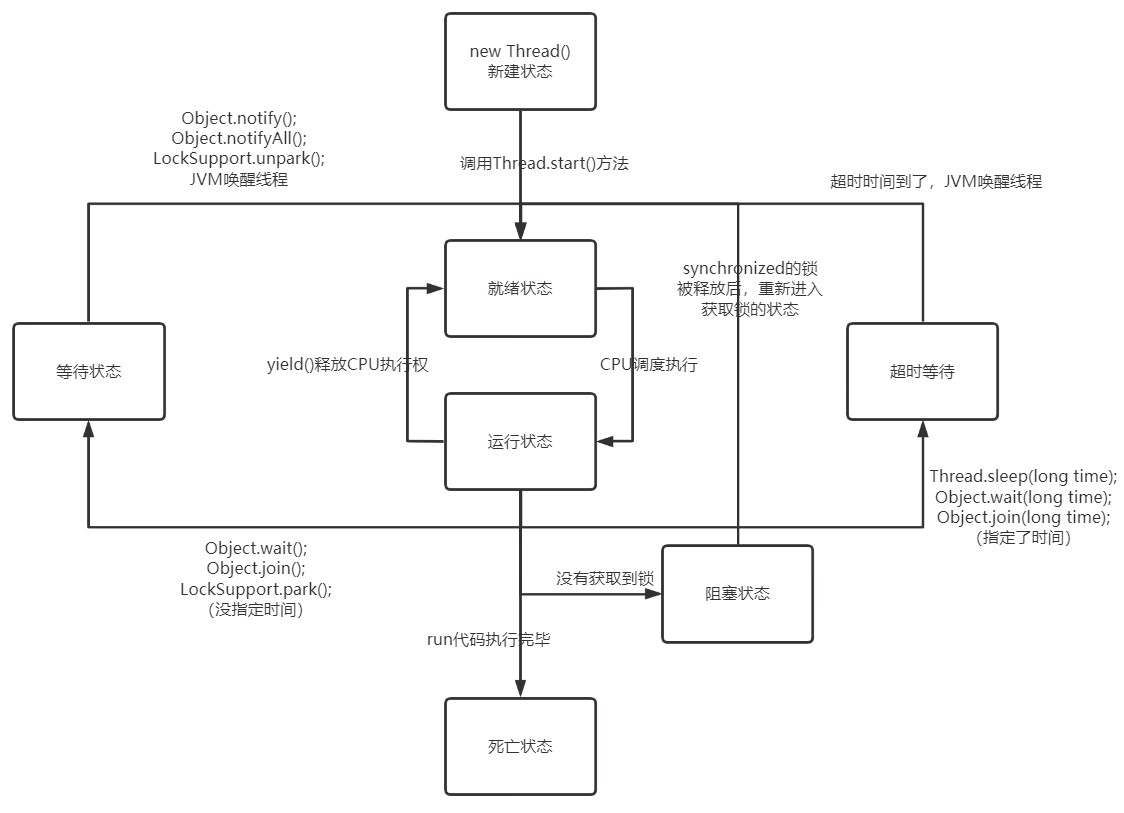 new Thread()
新建状态
Object.notify();
Object.notifyAll();
LockSupport.unpark();
JVM唤醒线程
调用Thread.start()方法
超时时间到了，JVM唤醒线程
就绪状态
synchronized的锁
被释放后，重新进入
获取锁的状态
等待状态
yield()释放CPU执行权
CPU调度执行
超时等待
运行状态
Thread.sleep(long time);
Object.wait(long time);
Object.join(long time);
（指定了时间）
Object.wait();
Object.join();
LockSupport.park();
（没指定时间）
没有获取到锁
阻塞状态
run代码执行完毕
死亡状态